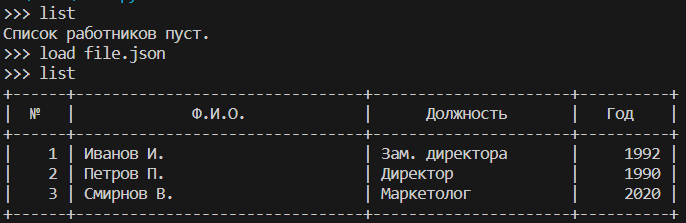 >>> list
Список работников пуст.
>>> load file.json
>>> list
+------+--------------------------------+----------------------+----------+
|  №   |             Ф.И.О.             |      Должность       |   Год    |
+------+--------------------------------+----------------------+----------+
|    1 | Иванов И.                      | Зам. директора       |     1992 |
|    2 | Петров П.                      | Директор             |     1990 |
|    3 | Смирнов В.                     | Маркетолог           |     2020 |
+------+--------------------------------+----------------------+----------+